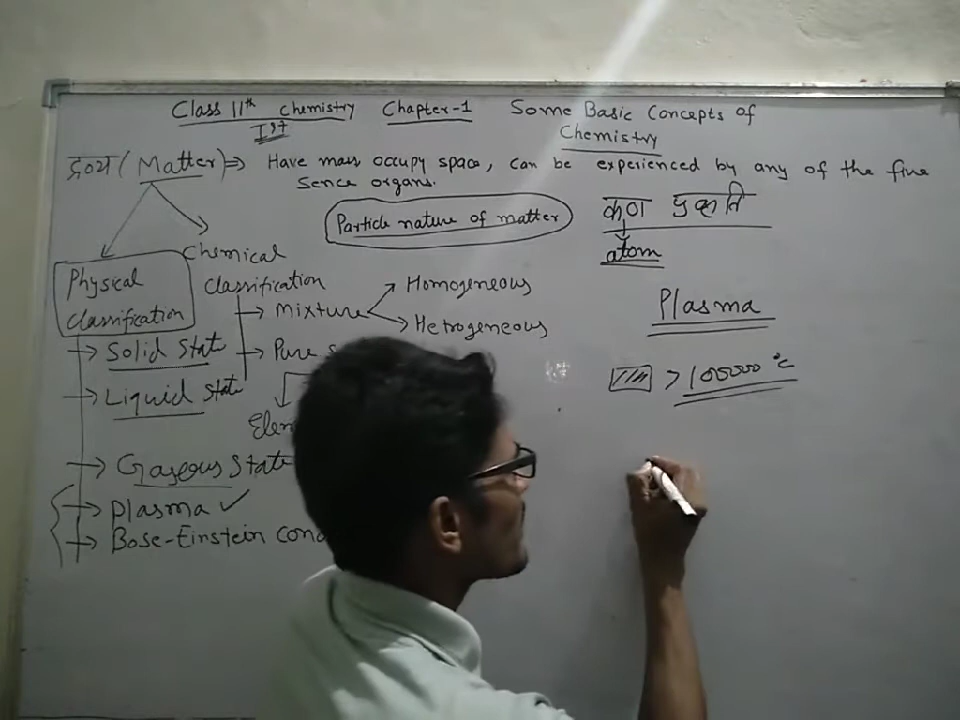 Class 11th Chemistry Chapter-1 Some Basic Concepts of
Ist Chemistry
द्रव्य (Matter) ⇒ Have mass occupy space, can be experienced by any of the five
sence organs.
Particle nature of matter
कण प्रकृति
atom
Chemical
classification
Physical
classification
→ Mixture
→ Homogeneous
→ Hetrogeneous
→ Pure
Plasma
→ Solid State
→ Liquid State
> 100000 °C
→ Gaseous State
→ Plasma ✓
→ Bose-Einstein